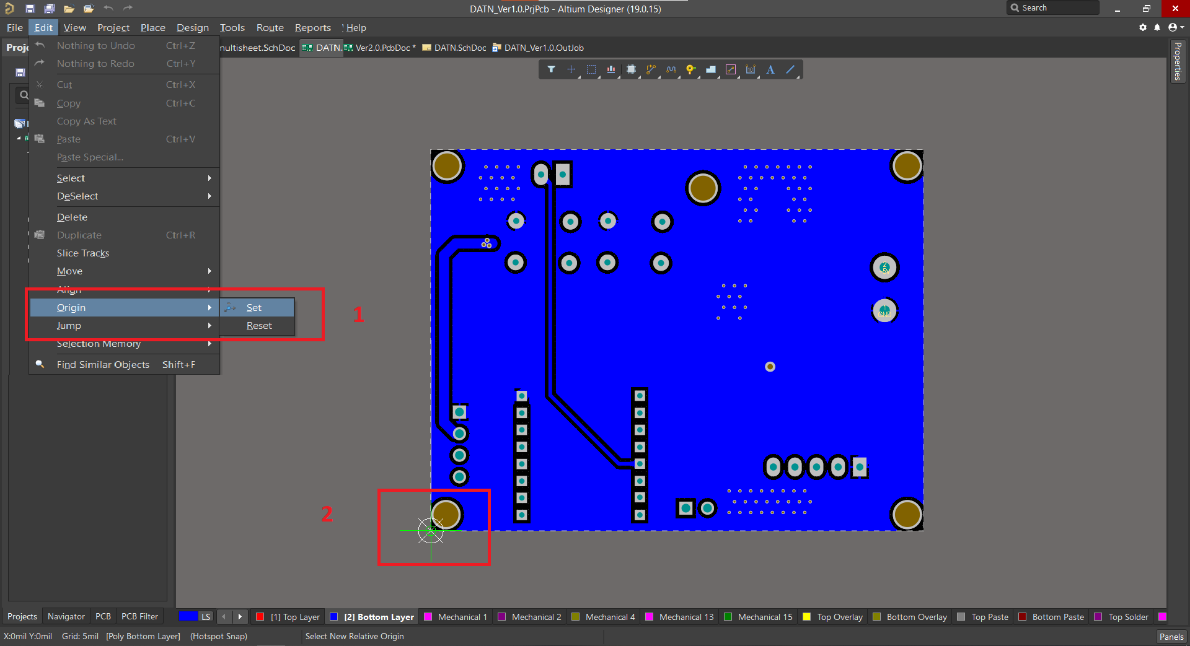 DATN_Ver1.0.PrjPcb - Altium Designer (19.0.15)
Search
File Edit View Project Place Design Tools Route Reports Help
Proje
multisheet.SchDoc DATN. Ver2.0.PcbDoc * DATN.SchDoc DATN_Ver1.0.OutJob
Properties
Nothing to Undo Ctrl+Z
Nothing to Redo Ctrl+Y
Cut Ctrl+X
Copy Ctrl+C
Copy As Text
Paste Ctrl+V
Paste Special...
Select
DeSelect
Delete
Duplicate Ctrl+R
Slice Tracks
Move
Align
Origin Set
Jump Reset
Selection Memory
Find Similar Objects Shift+F
1
2
Projects Navigator PCB PCB Filter LS [1] Top Layer [2] Bottom Layer Mechanical 1 Mechanical 2 Mechanical 4 Mechanical 13 Mechanical 15 Top Overlay Bottom Overlay Top Paste Bottom Paste Top Solder
X:0mil Y:0mil Grid: 5mil [Poly Bottom Layer] (Hotspot Snap) Select New Relative Origin Panels